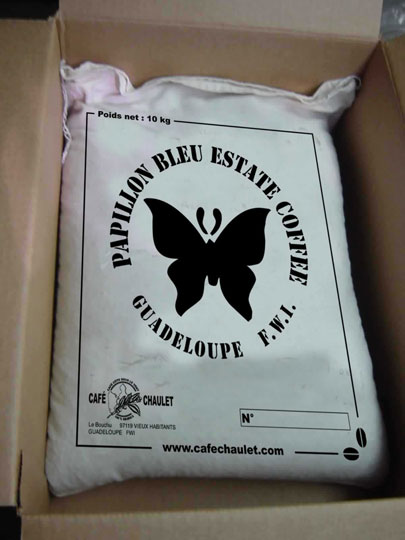 Poids net : 10 kg
PAPILLON BLEU ESTATE COFFEE
GUADELOUPE F.W.I.
CAFÉ CHAULET
Le Bouchu 97119 VIEUX HABITANTS
GUADELOUPE FWI
N°
www.cafechaulet.com